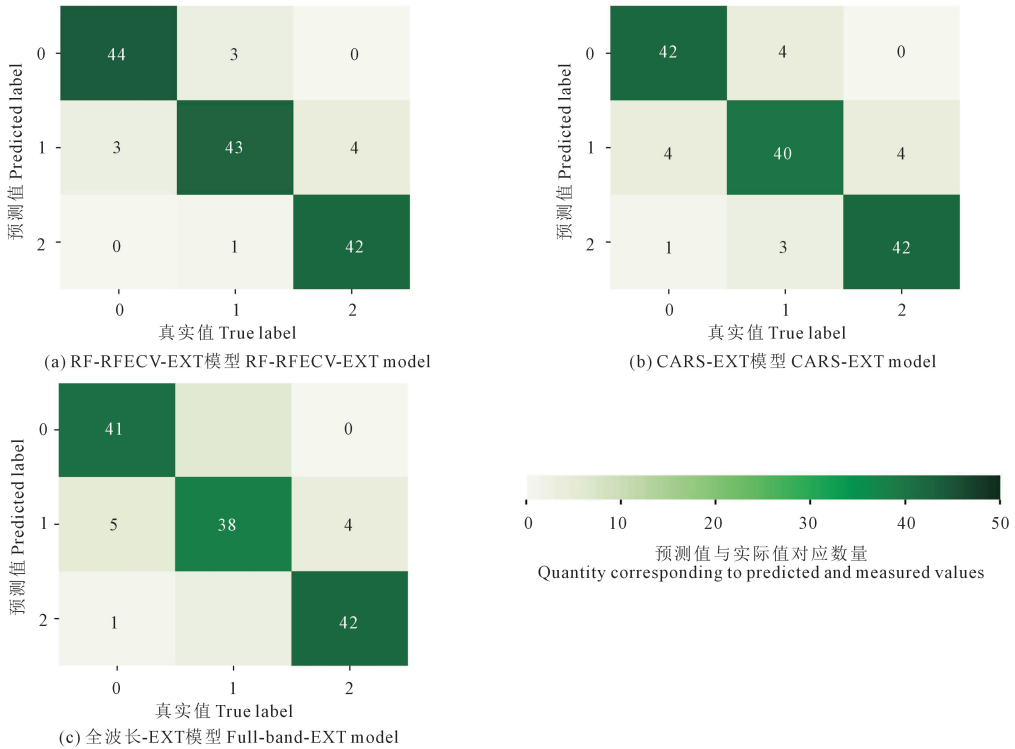 预测值 Predicted label
0 44 3 0
1 3 43 4
2 0 1 42
0 1 2
真实值 True label
(a) RF-RFECV-EXT模型 RF-RFECV-EXT model
预测值 Predicted label
0 42 4 0
1 4 40 4
2 1 3 42
0 1 2
真实值 True label
(b) CARS-EXT模型 CARS-EXT model
预测值 Predicted label
0 41 0
1 5 38 4
2 1 42
0 1 2
真实值 True label
(c) 全波长-EXT模型 Full-band-EXT model
0 10 20 30 40 50
预测值与实际值对应数量
Quantity corresponding to predicted and measured values